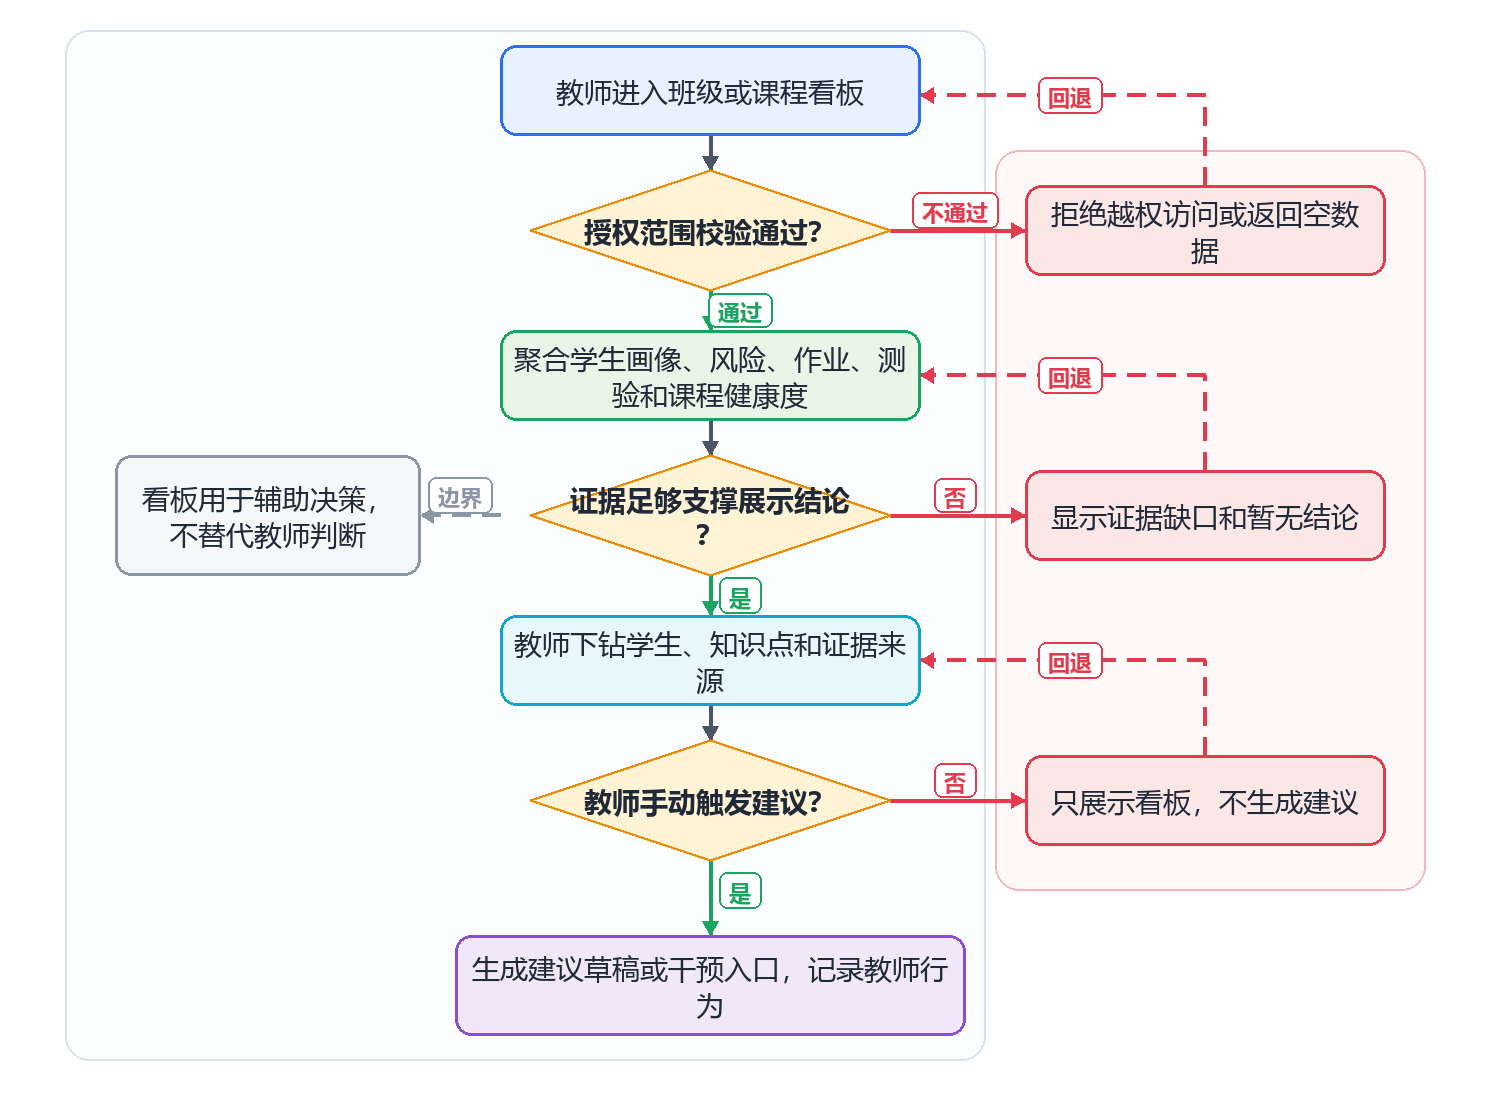 教师进入班级或课程看板
回退
授权范围校验通过?
不通过
拒绝越权访问或返回空数
据
通过
聚合学生画像、风险、作业、测
验和课程健康度
回退
看板用于辅助决策，
不替代教师判断
边界
证据足够支撑展示结论
?
否
显示证据缺口和暂无结论
是
教师下钻学生、知识点和证据来
源
回退
教师手动触发建议?
否
只展示看板，不生成建议
是
生成建议草稿或干预入口，记录教师行
为